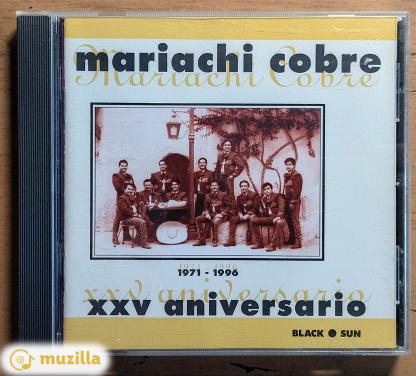 mariachi cobre
Mariachi Cobre
1971 - 1996
1971 - 1996
xxv aniversario
xxv aniversario
BLACK SUN
muzilla